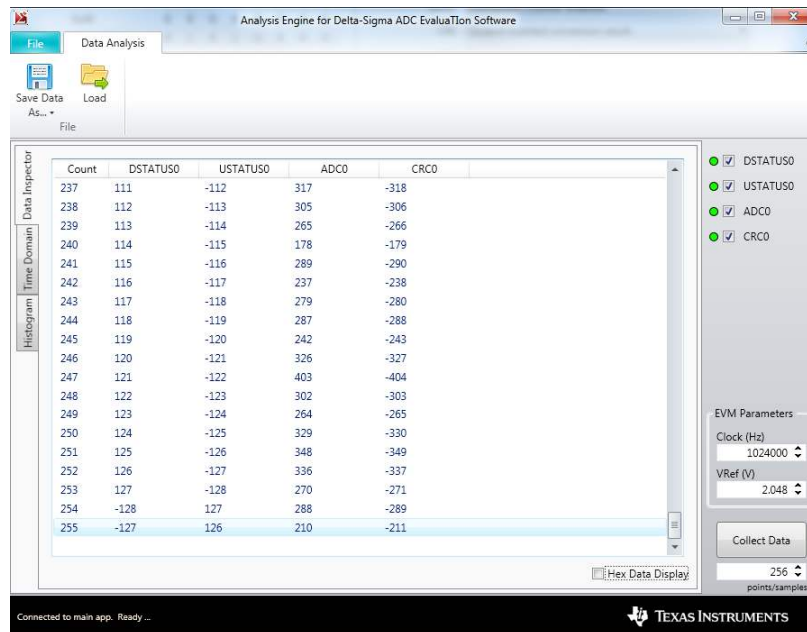 Analysis Engine for Delta-Sigma ADC EvaluaTIon Software
File
Data Analysis
Save Data As...
Load
File
Data Inspector
Time Domain
Histogram
Count DSTATUS0 USTATUS0 ADC0 CRC0
237 111 -112 317 -318
238 112 -113 305 -306
239 113 -114 265 -266
240 114 -115 178 -179
241 115 -116 289 -290
242 116 -117 237 -238
243 117 -118 279 -280
244 118 -119 287 -288
245 119 -120 242 -243
246 120 -121 326 -327
247 121 -122 403 -404
248 122 -123 302 -303
249 123 -124 264 -265
250 124 -125 329 -330
251 125 -126 348 -349
252 126 -127 336 -337
253 127 -128 270 -271
254 -128 127 288 -289
255 -127 126 210 -211
Hex Data Display
DSTATUS0
USTATUS0
ADC0
CRC0
EVM Parameters
Clock (Hz)
1024000
VRef (V)
2.048
Collect Data
256
points/samples
Connected to main app. Ready ...
TEXAS INSTRUMENTS